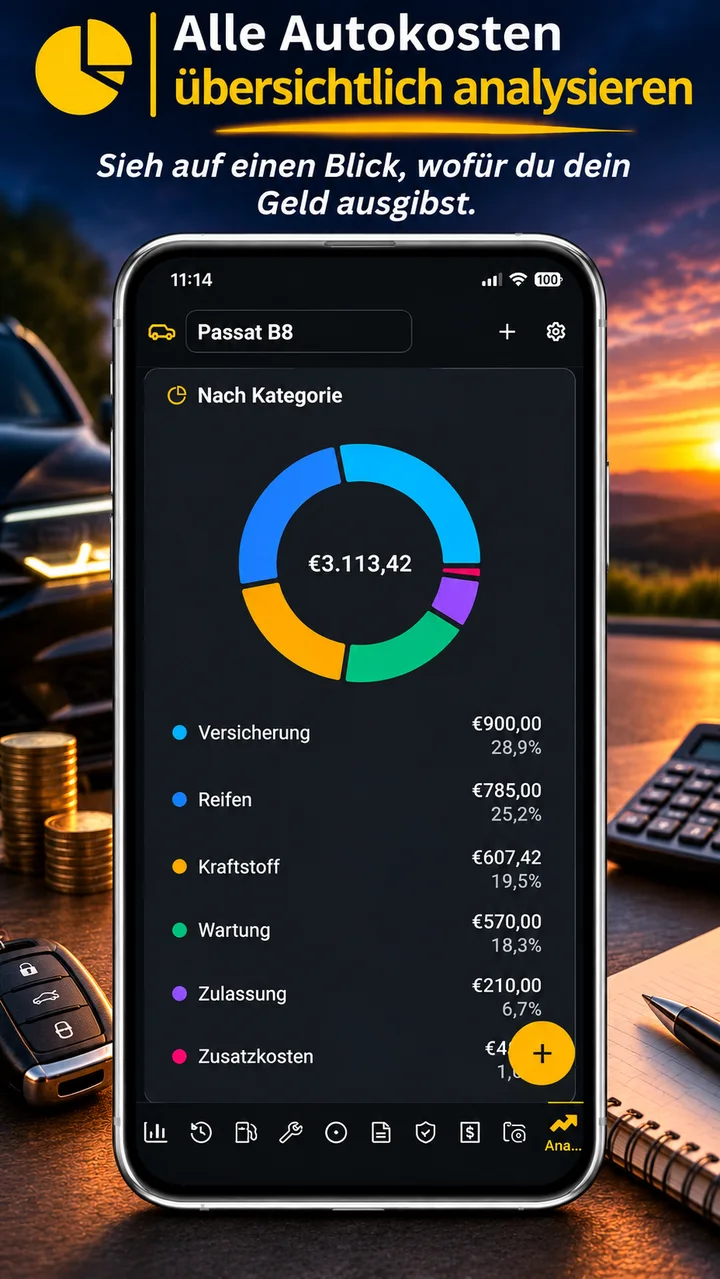 Alle Autokosten
übersichtlich analysieren
Sieh auf einen Blick, wofür du dein
Geld ausgibst.
11:14
100
Passat B8
Nach Kategorie
€3.113,42
Versicherung
€900,00
28,9%
Reifen
€785,00
25,2%
Kraftstoff
€607,42
19,5%
Wartung
€570,00
18,3%
Zulassung
€210,00
6,7%
Zusatzkosten
Ana...